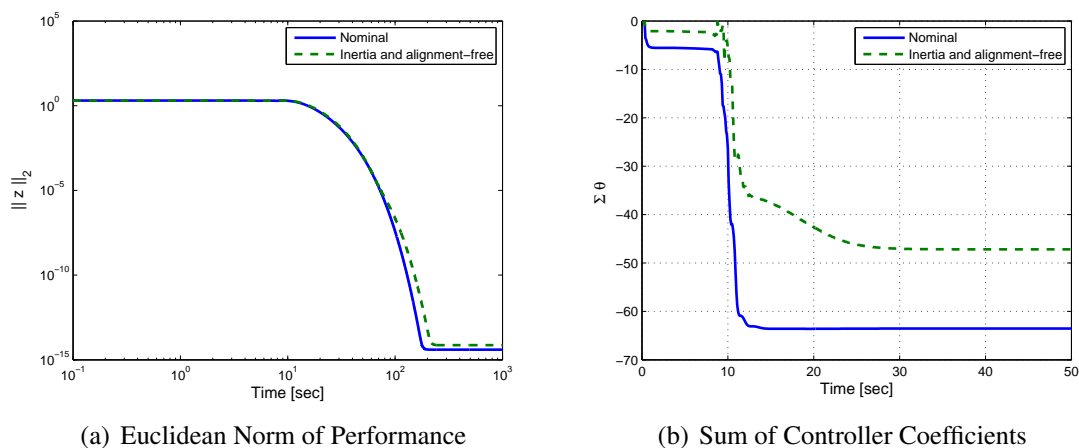 10^5
10^0
10^-5
10^-10
10^-15
|| z ||_2
10^-1
10^0
10^1
10^2
10^3
Time [sec]
Nominal
Inertia and alignment−free
(a) Euclidean Norm of Performance
0
−10
−20
−30
−40
−50
−60
−70
Σ θ
0
10
20
30
40
50
Time [sec]
Nominal
Inertia and alignment−free
(b) Sum of Controller Coefficients